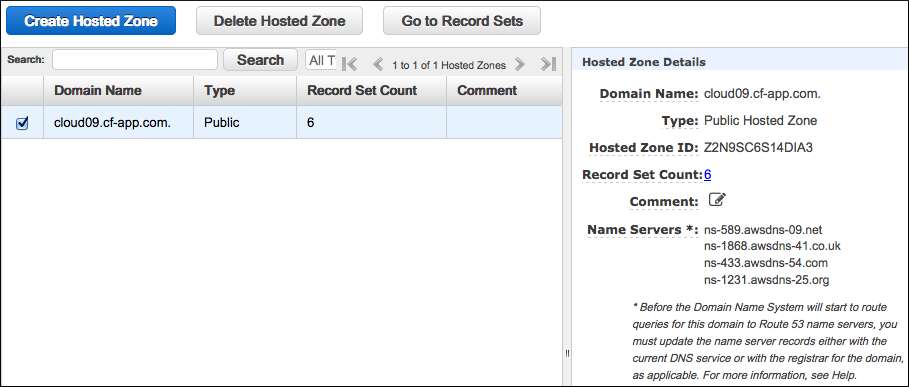 Create Hosted Zone Delete Hosted Zone Go to Record Sets
Search: Search All T 1 to 1 of 1 Hosted Zones
Domain Name Type Record Set Count Comment
cloud09.cf-app.com. Public 6
Hosted Zone Details
Domain Name: cloud09.cf-app.com.
Type: Public Hosted Zone
Hosted Zone ID: Z2N9SC6S14DIA3
Record Set Count: 6
Comment:
Name Servers *: ns-589.awsdns-09.net
ns-1868.awsdns-41.co.uk
ns-433.awsdns-54.com
ns-1231.awsdns-25.org
* Before the Domain Name System will start to route
queries for this domain to Route 53 name servers, you
must update the name server records either with the
current DNS service or with the registrar for the domain,
as applicable. For more information, see Help.